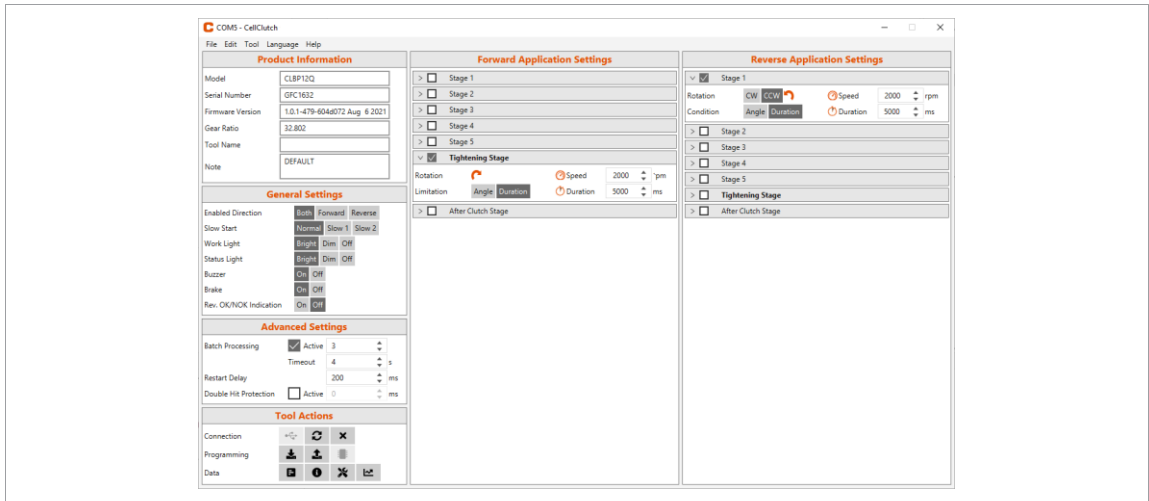 COM5 - CellClutch
File Edit Tool Language Help
Product Information
Model CLBP12Q
Serial Number GFC1632
Firmware Version 1.0.1-479-604d072 Aug 6 2021
Gear Ratio 32.802
Tool Name
Note DEFAULT
General Settings
Enabled Direction Both Forward Reverse
Slow Start Normal Slow 1 Slow 2
Work Light Bright Dim Off
Status Light Bright Dim Off
Buzzer On Off
Brake On Off
Rev. OK/NOK Indication On Off
Advanced Settings
Batch Processing Active 3
Timeout 4 s
Restart Delay 200 ms
Double Hit Protection Active 0 ms
Tool Actions
Connection
Programming
Data
Forward Application Settings
Stage 1
Stage 2
Stage 3
Stage 4
Stage 5
Tightening Stage
Rotation Speed 2000 rpm
Limitation Angle Duration Duration 5000 ms
After Clutch Stage
Reverse Application Settings
Stage 1
Rotation CW CCW Speed 2000 rpm
Condition Angle Duration Duration 5000 ms
Stage 2
Stage 3
Stage 4
Stage 5
Tightening Stage
After Clutch Stage